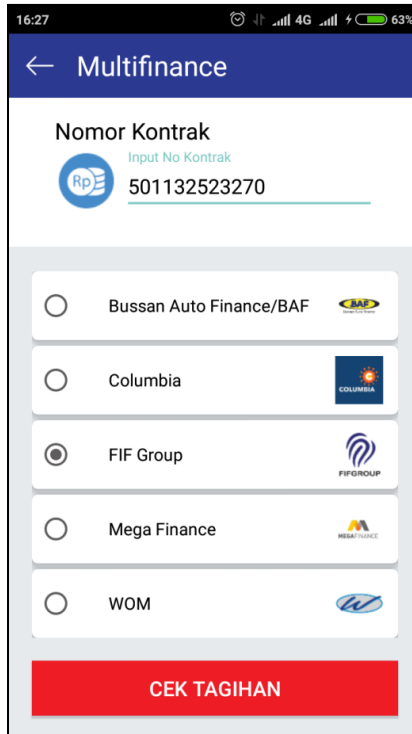 16:27
4G
63%
Multifinance
Nomor Kontrak
Input No Kontrak
Rp
501132523270
Bussan Auto Finance/BAF
BAF
Columbia
COLUMBIA
FIF Group
FIFGROUP
Mega Finance
MEGAFINANCE
WOM
CEK TAGIHAN